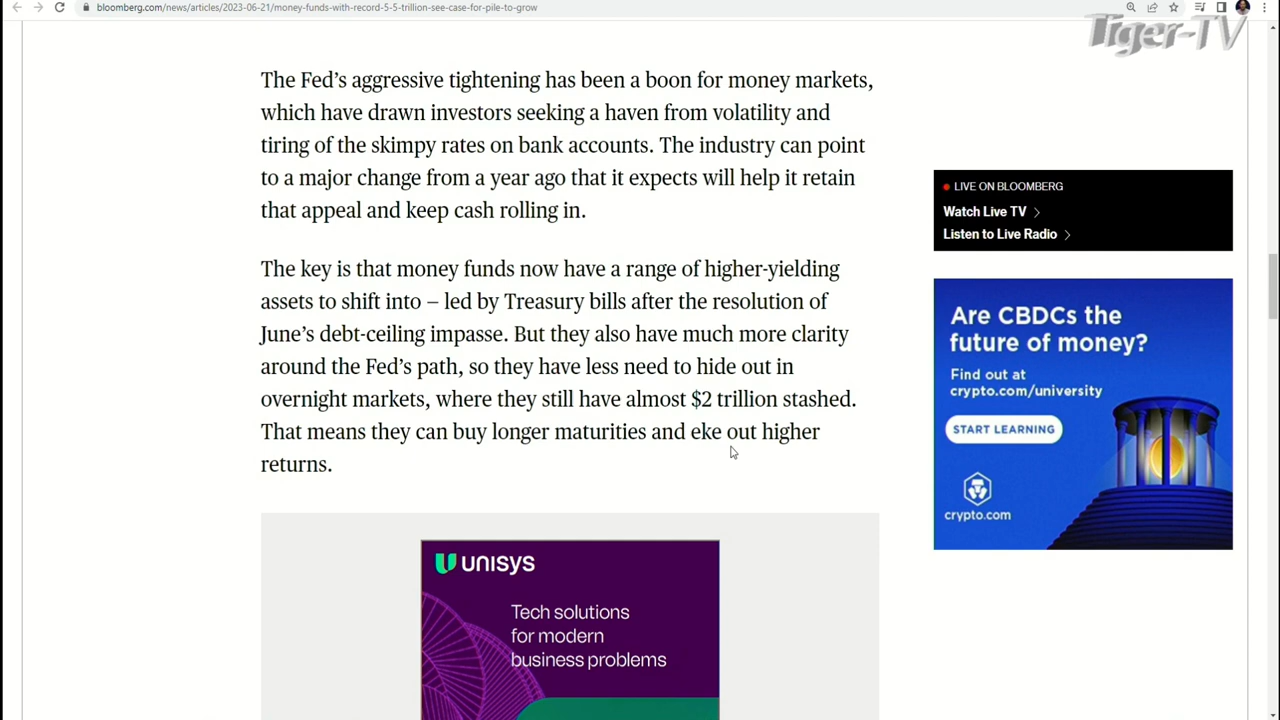 bloomberg.com/news/articles/2023-06-21/money-funds-with-record-5-5-trillion-see-case-for-pile-to-grow
Tiger-TV
The Fed’s aggressive tightening has been a boon for money markets,
which have drawn investors seeking a haven from volatility and
tiring of the skimpy rates on bank accounts. The industry can point
to a major change from a year ago that it expects will help it retain
that appeal and keep cash rolling in.
The key is that money funds now have a range of higher-yielding
assets to shift into – led by Treasury bills after the resolution of
June’s debt-ceiling impasse. But they also have much more clarity
around the Fed’s path, so they have less need to hide out in
overnight markets, where they still have almost $2 trillion stashed.
That means they can buy longer maturities and eke out higher
returns.
LIVE ON BLOOMBERG
Watch Live TV
Listen to Live Radio
Are CBDCs the
future of money?
Find out at
crypto.com/university
START LEARNING
crypto.com
UNISYS
Tech solutions
for modern
business problems